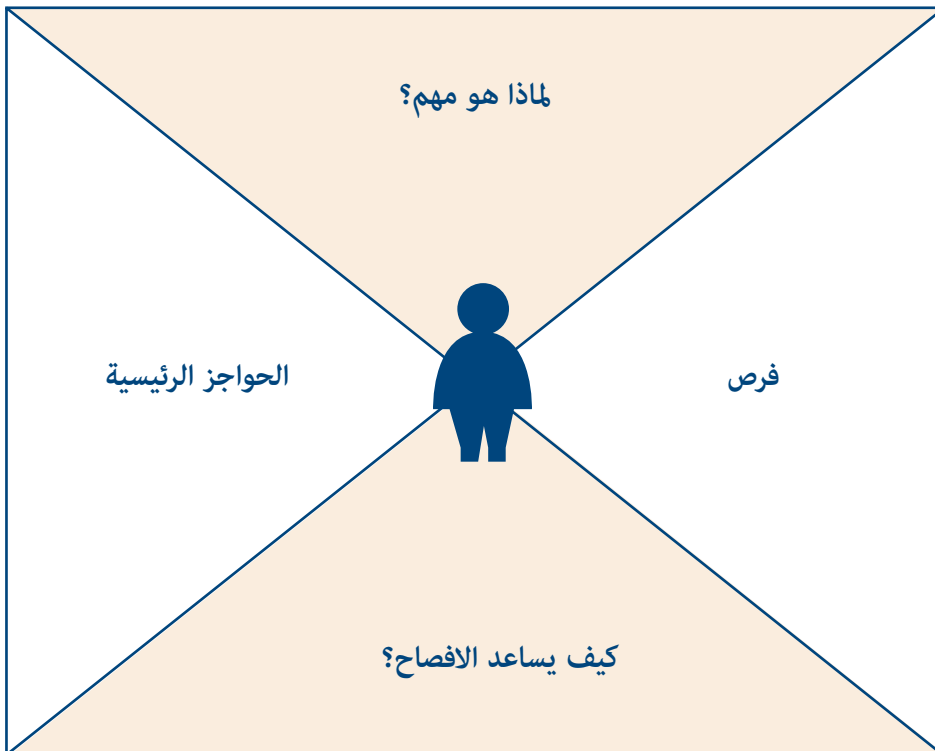 لماذا هو مهم؟
فرص
الحواجز الرئيسية
كيف يساعد الافصاح؟